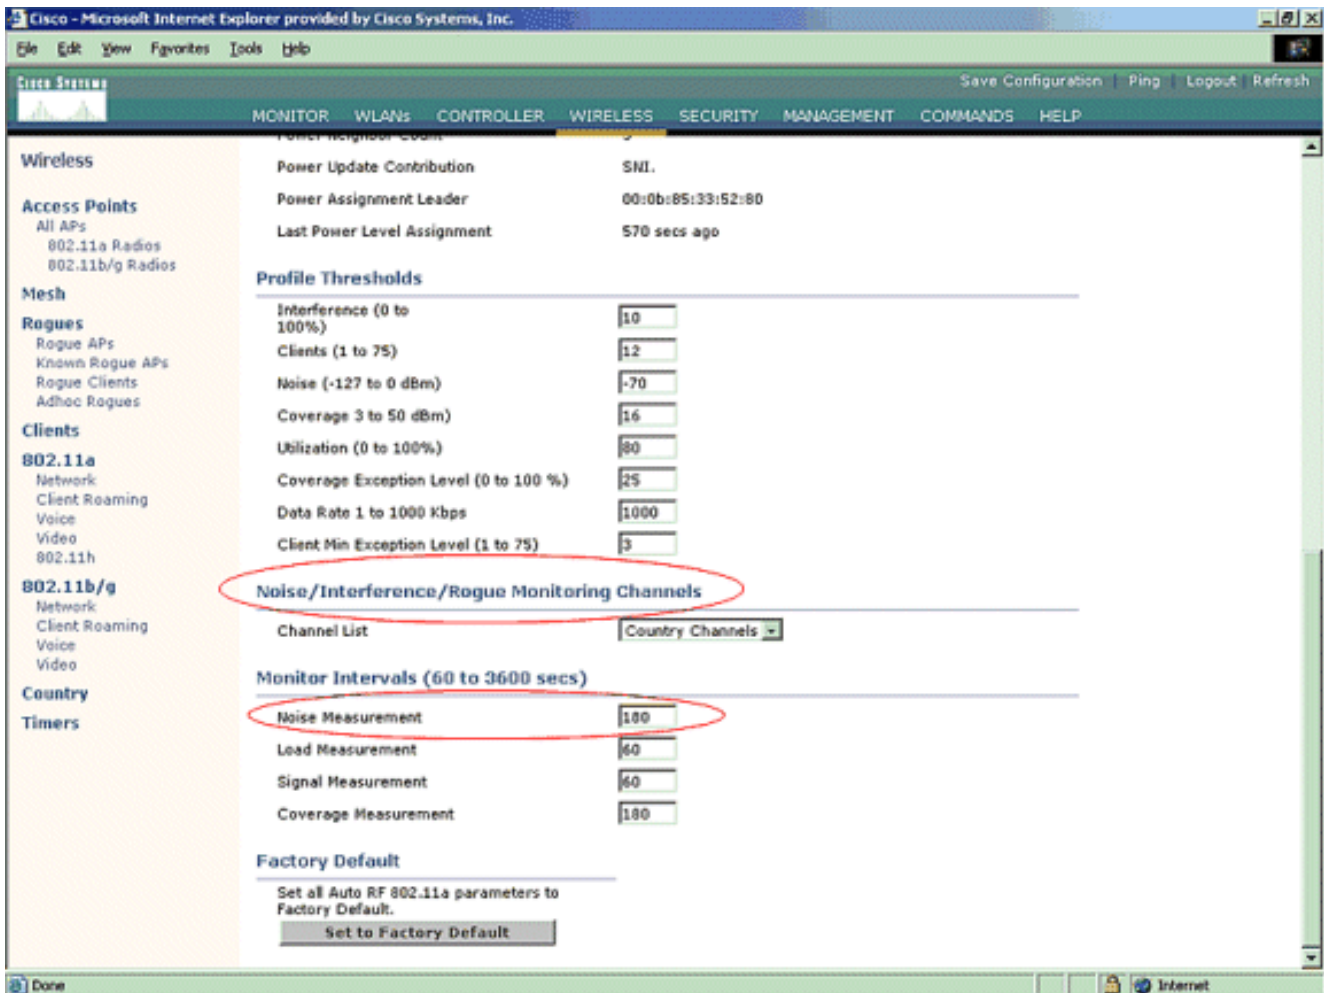 Cisco - Microsoft Internet Explorer provided by Cisco Systems, Inc.
File Edit View Favorites Tools Help
Cisco Systems
Save Configuration | Ping | Logout | Refresh
MONITOR WLANs CONTROLLER WIRELESS SECURITY MANAGEMENT COMMANDS HELP
Wireless
Access Points
All APs
802.11a Radios
802.11b/g Radios
Mesh
Rogues
Rogue APs
Known Rogue APs
Rogue Clients
Adhoc Rogues
Clients
802.11a
Network
Client Roaming
Voice
Video
802.11h
802.11b/g
Network
Client Roaming
Voice
Video
Country
Timers
Power Neighbor Count
Power Update Contribution SNI.
Power Assignment Leader 00:0b:85:33:52:80
Last Power Level Assignment 570 secs ago
Profile Thresholds
Interference (0 to 100%) 10
Clients (1 to 75) 12
Noise (-127 to 0 dBm) -70
Coverage 3 to 50 dBm) 16
Utilization (0 to 100%) 80
Coverage Exception Level (0 to 100 %) 25
Data Rate 1 to 1000 Kbps 1000
Client Min Exception Level (1 to 75) 3
Noise/Interference/Rogue Monitoring Channels
Channel List Country Channels
Monitor Intervals (60 to 3600 secs)
Noise Measurement 180
Load Measurement 60
Signal Measurement 60
Coverage Measurement 180
Factory Default
Set all Auto RF 802.11a parameters to
Factory Default.
Set to Factory Default
Done
Internet